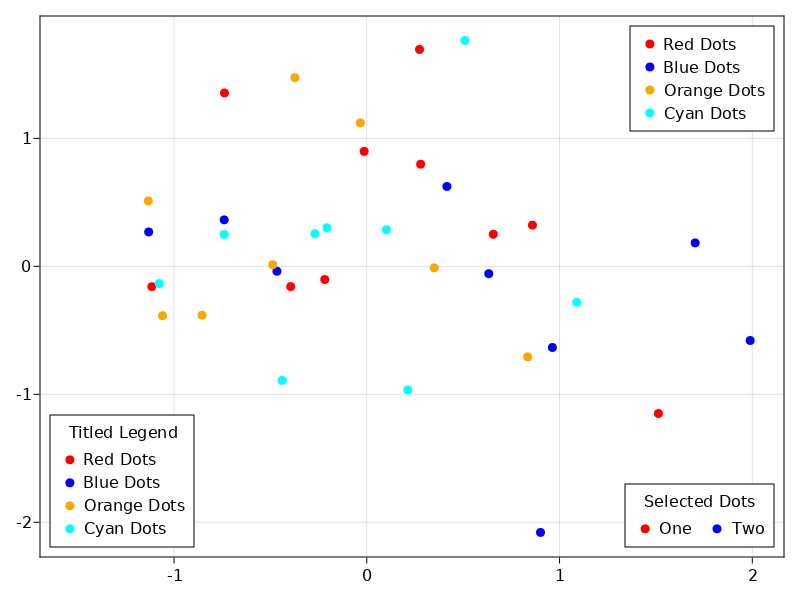 Red Dots
Blue Dots
Orange Dots
Cyan Dots
1
0
-1
-2
Titled Legend
Red Dots
Blue Dots
Orange Dots
Cyan Dots
Selected Dots
One Two
-1 0 1 2